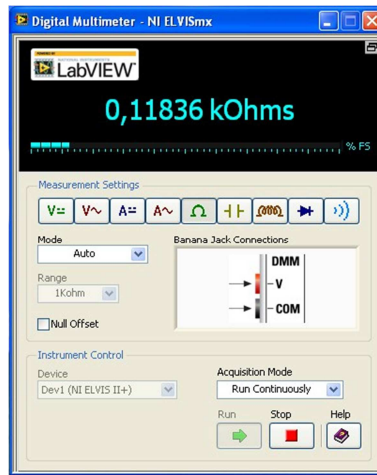 Digital Multimeter - NI ELVISmx
LabVIEW
0,11836 kOhms
% FS
Measurement Settings
V= V~ A= A~ Ω
Mode
Auto
Banana Jack Connections
DMM
V
COM
Range
1Kohm
Null Offset
Instrument Control
Device
Dev1 (NI ELVIS II+)
Acquisition Mode
Run Continuously
Run Stop Help